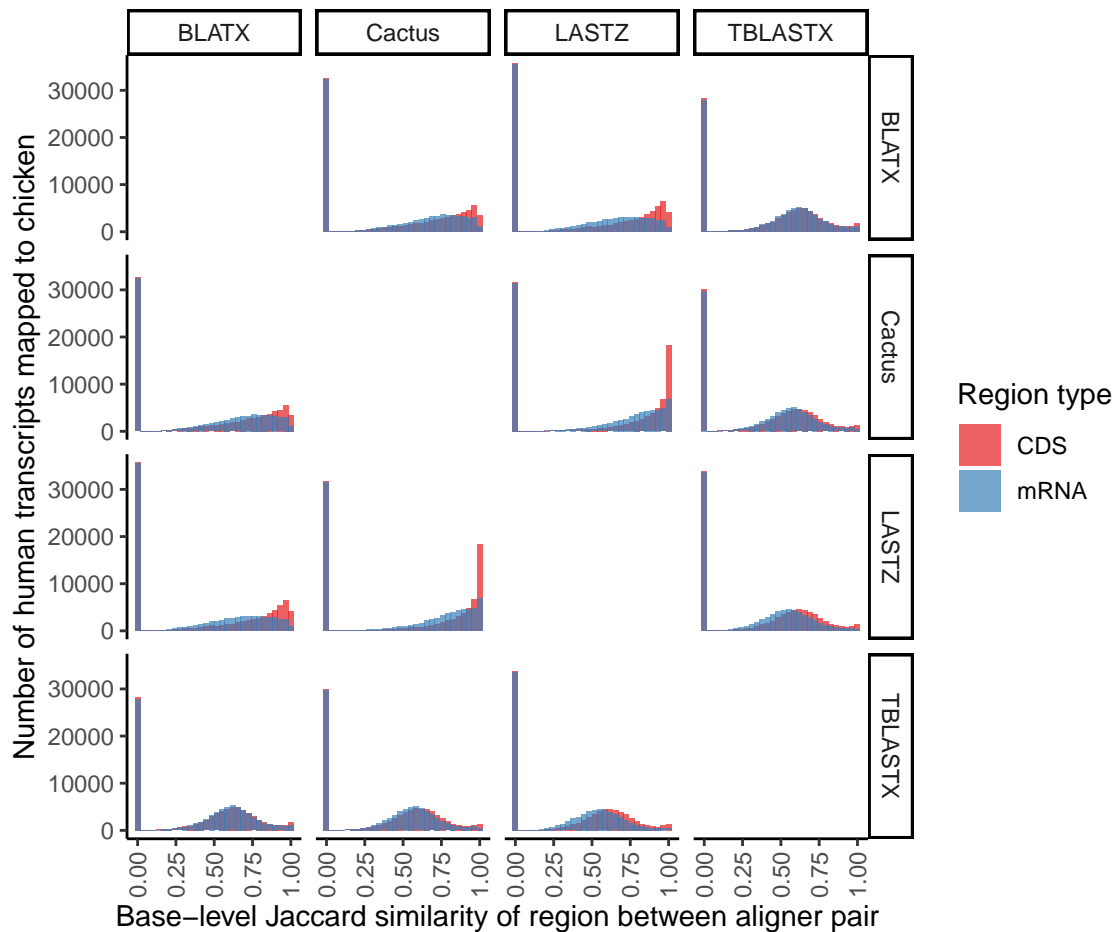 BLATX Cactus LASTZ TBLASTX
Number of human transcripts mapped to chicken
30000
20000
10000
0
BLATX
30000
20000
10000
0
Cactus
30000
20000
10000
0
LASTZ
30000
20000
10000
0
TBLASTX
0.00 0.25 0.50 0.75 1.00 0.00 0.25 0.50 0.75 1.00 0.00 0.25 0.50 0.75 1.00 0.00 0.25 0.50 0.75 1.00
Base−level Jaccard similarity of region between aligner pair
Region type
CDS
mRNA